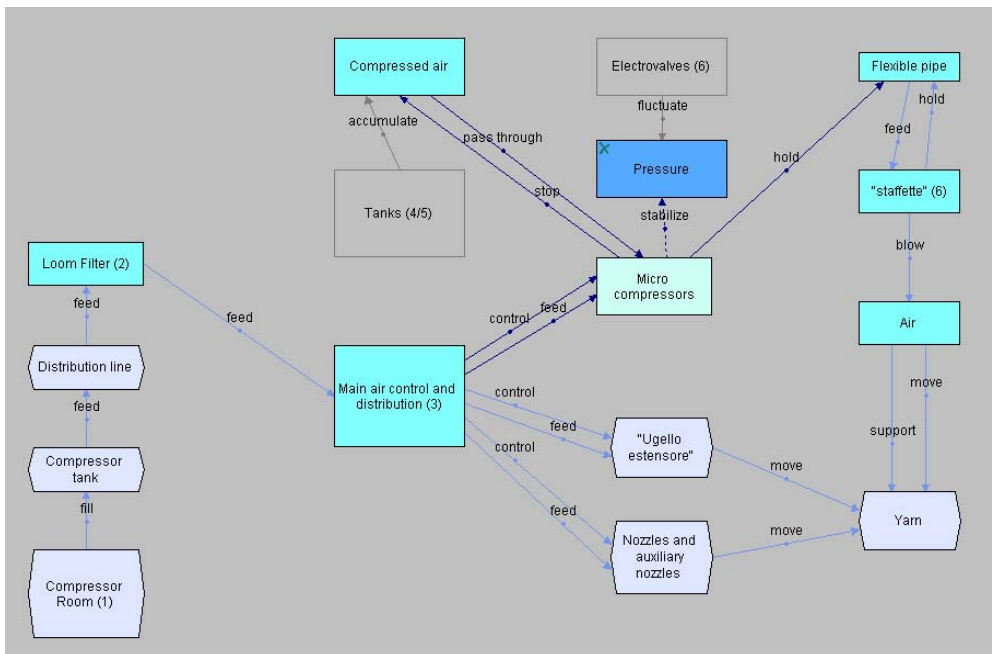 Compressed air
Electrovalves (6)
Flexible pipe
accumulate
fluctuate
hold
pass through
feed
hold
Pressure
Tanks (4/5)
stop
stabilize
"staffette" (6)
blow
Loom Filter (2)
Micro
compressors
feed
feed
control
feed
Air
Distribution line
Main air control and
distribution (3)
control
move
feed
feed
"Ugello
estensore"
support
Compressor
tank
control
move
fill
feed
move
Yarn
Nozzles and
auxiliary
nozzles
Compressor
Room (1)